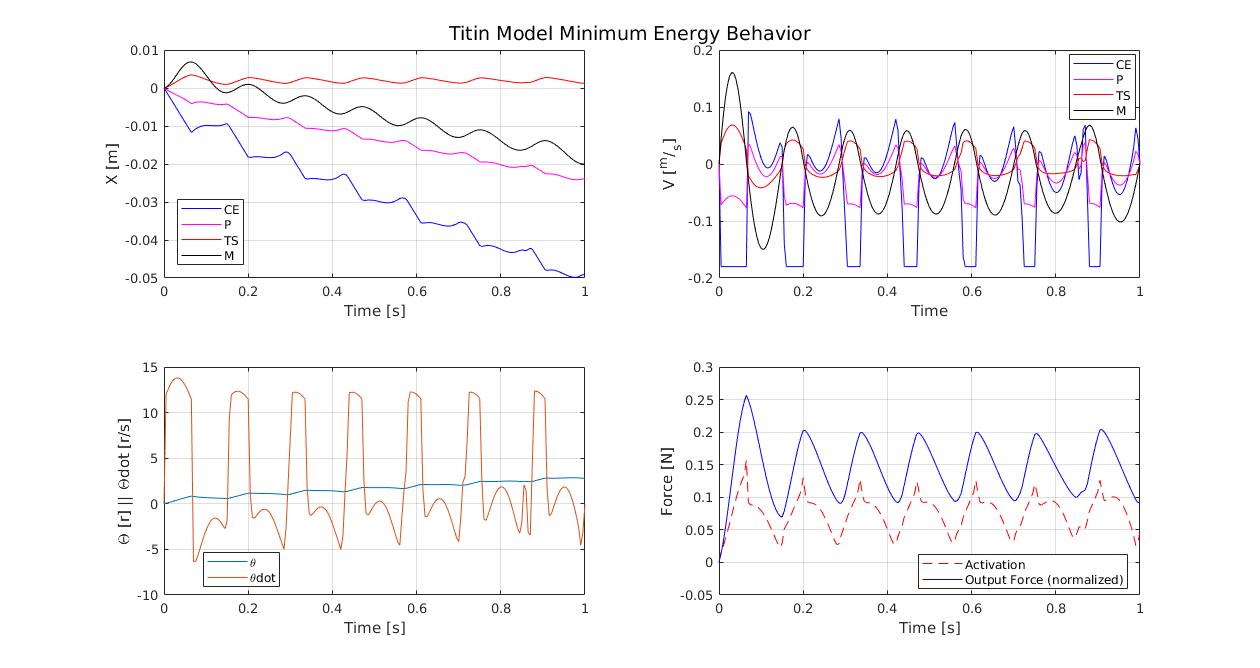 Titin Model Minimum Energy Behavior
0.01
0
-0.01
-0.02
-0.03
-0.04
-0.05
X [m]
CE
P
TS
M
0 0.2 0.4 0.6 0.8 1
Time [s]
0.2
0.1
0
-0.1
-0.2
V [m/s]
CE
P
TS
M
0 0.2 0.4 0.6 0.8 1
Time
15
10
5
0
-5
-10
Θ [r] || Θdot [r/s]
θ
θdot
0 0.2 0.4 0.6 0.8 1
Time [s]
0.3
0.25
0.2
0.15
0.1
0.05
0
-0.05
Force [N]
Activation
Output Force (normalized)
0 0.2 0.4 0.6 0.8 1
Time [s]